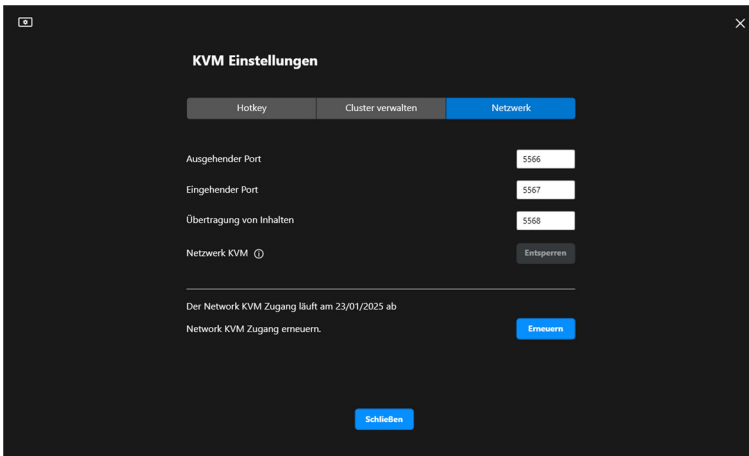 KVM Einstellungen
Hotkey
Cluster verwalten
Netzwerk
Ausgehender Port
5566
Eingehender Port
5567
Übertragung von Inhalten
5568
Netzwerk KVM
Entsperren
Der Network KVM Zugang läuft am 23/01/2025 ab
Network KVM Zugang erneuern.
Erneuern
Schließen